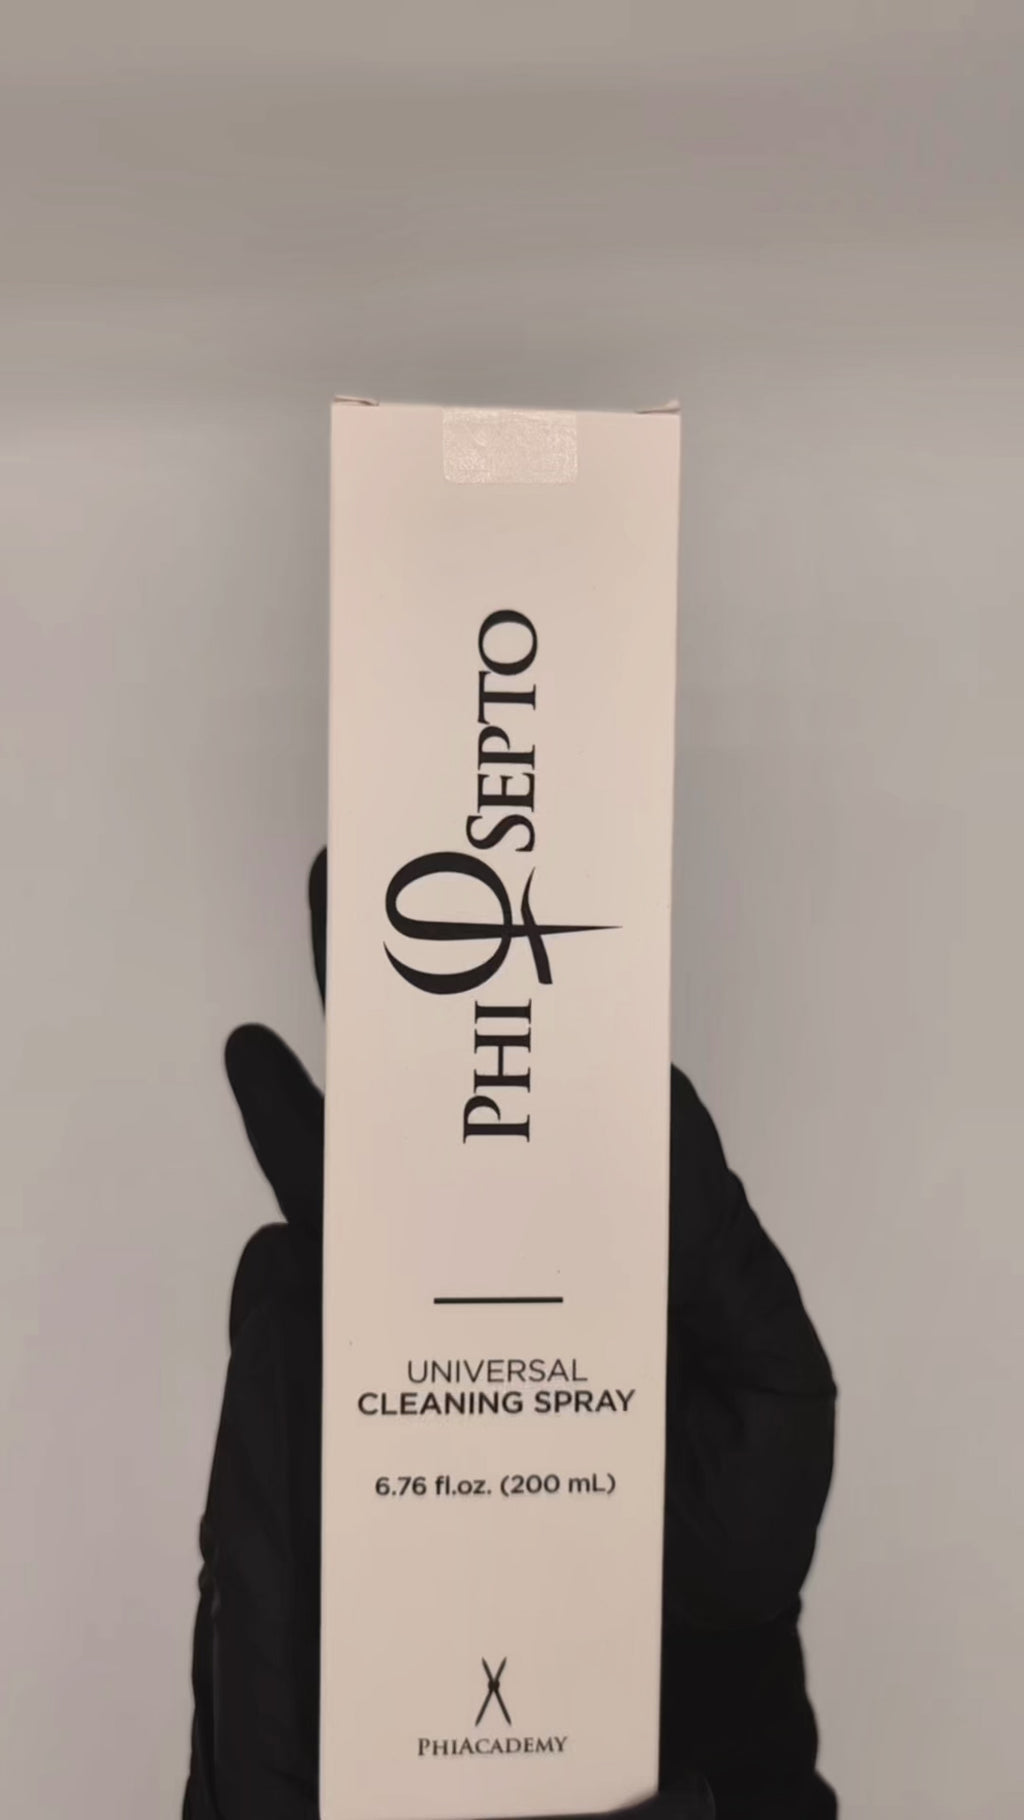 PHI SEPTO
UNIVERSAL
CLEANING SPRAY
6.76 fl.oz. (200 mL)
PHIACADEMY